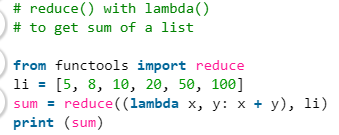 # reduce() with lambda()
# to get sum of a list
from functools import reduce
li = [5, 8, 10, 20, 50, 100]
sum = reduce((lambda x, y: x + y), li)
print (sum)